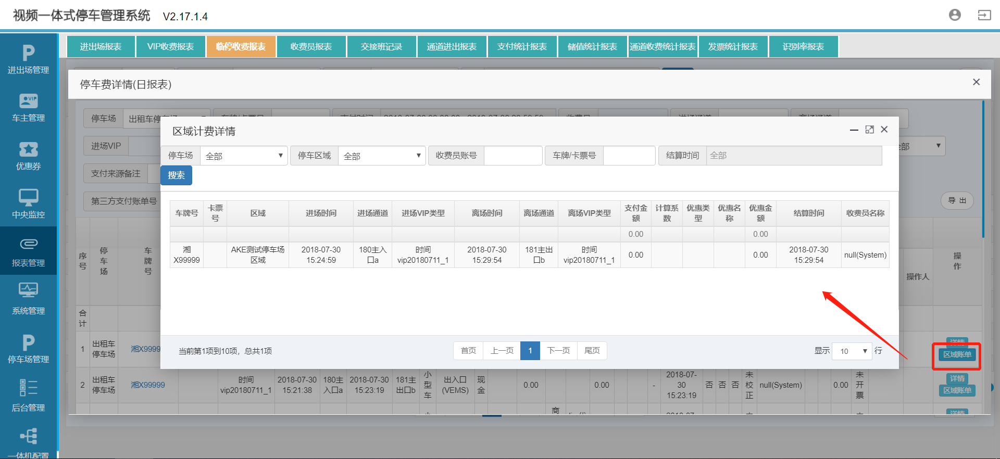 视频一体式停车管理系统 V2.17.1.4
进出场报表 VIP收费报表 临停收费报表 收费员报表 交接班记录 通道进出报表 支付统计报表 储值统计报表 通道收费统计报表 发票统计报表 识别率报表
进出场管理
车主管理
优惠券
中央监控
报表管理
系统管理
停车场管理
后台管理
一体机配置
停车费详情(日报表)
停车场 出租车停车场
进场VIP
支付来源备注
第三方支付账单号
导 出
区域计费详情
停车场 全部 停车区域 全部 收费员账号 车牌/卡票号 结算时间 全部
搜索
车牌号 卡票号 区域 进场时间 进场通道 进场VIP类型 离场时间 离场通道 离场VIP类型 支付金额 计算系数 优惠类型 优惠名称 优惠金额 结算时间 收费员名称
0.00 0.00
湘X99999 AKE测试停车场区域 2018-07-30 15:24:59 180主入口a 时间vip20180711_1 2018-07-30 15:29:54 181主出口b 时间vip20180711_1 0.00 0.00 2018-07-30 15:29:54 null(System)
当前第1项到10项，总共1项 首页 上一页 1 下一页 尾页 显示 10 行
序号 停车场 车牌号 操作人 操作
合计
1 出租车停车场 湘X9999 详情 区域账单
2 出租车停车场 湘X99999 时间vip20180711_1 2018-07-30 15:21:38 180主入口a 2018-07-30 15:23:19 181主出口b 小型车 出入口(VEMS) 现金 0.00 0.00 - 2018-07-30 15:23:19 否 否 否 未校正 null(System) 0.00 未开票 详情 区域账单
商
详情